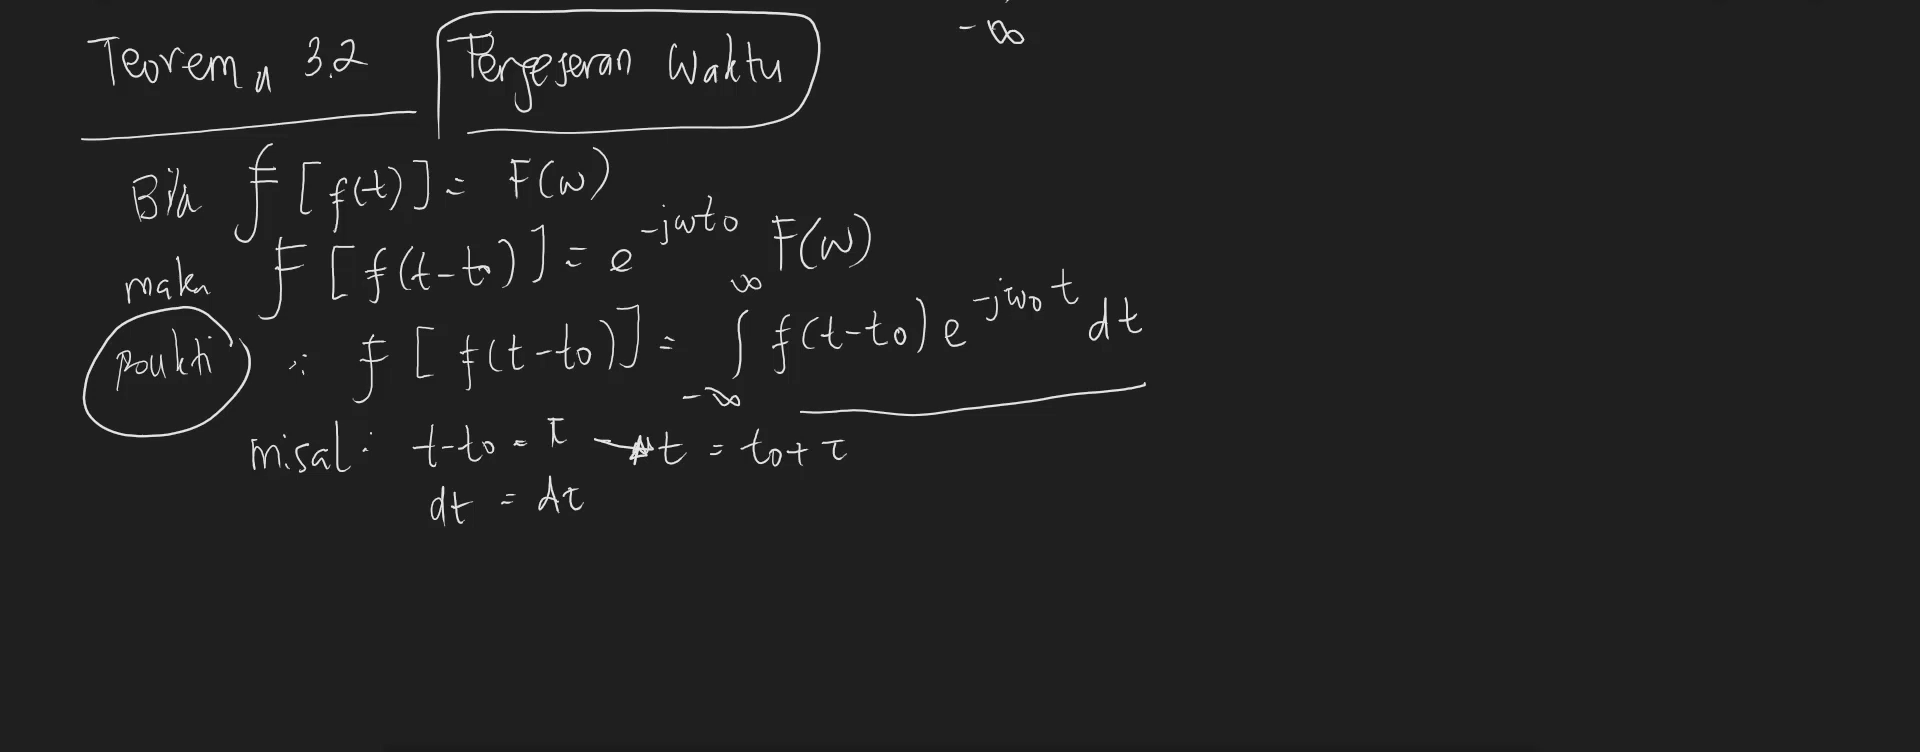 -∞
Teorema 3.2 Pergeseran Waktu
Bila F[f(t)] = F(ω)
maka F[f(t-t₀)] = e^{-jωt₀} F(ω)
Bukti : F[f(t-t₀)] = ∫_{-∞}^{∞} f(t-t₀) e^{-jω₀t} dt
misal : t-t₀ = τ → t = t₀+τ
dt = dτ